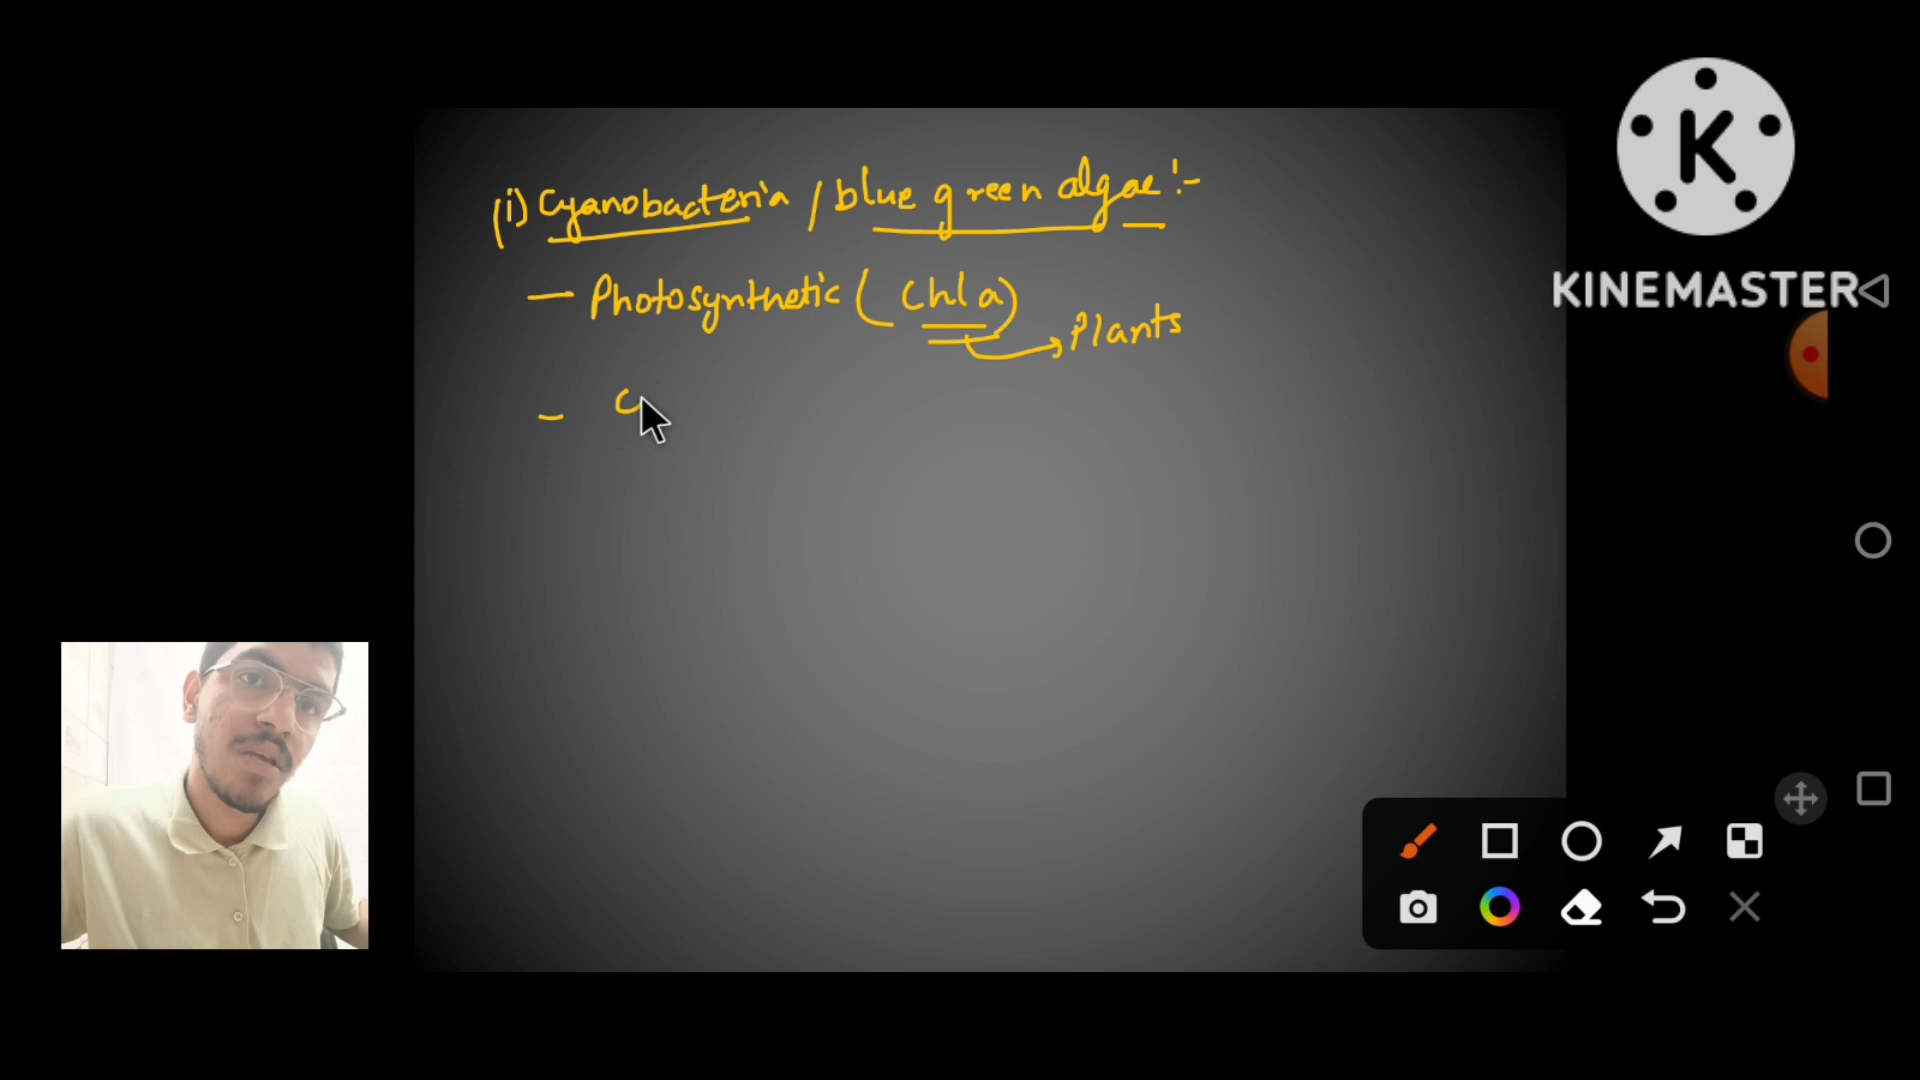 (i) Cyanobacteria / blue green algae :-
— Photosynthetic ( Chl a )
Plants
-
K
KINEMASTER